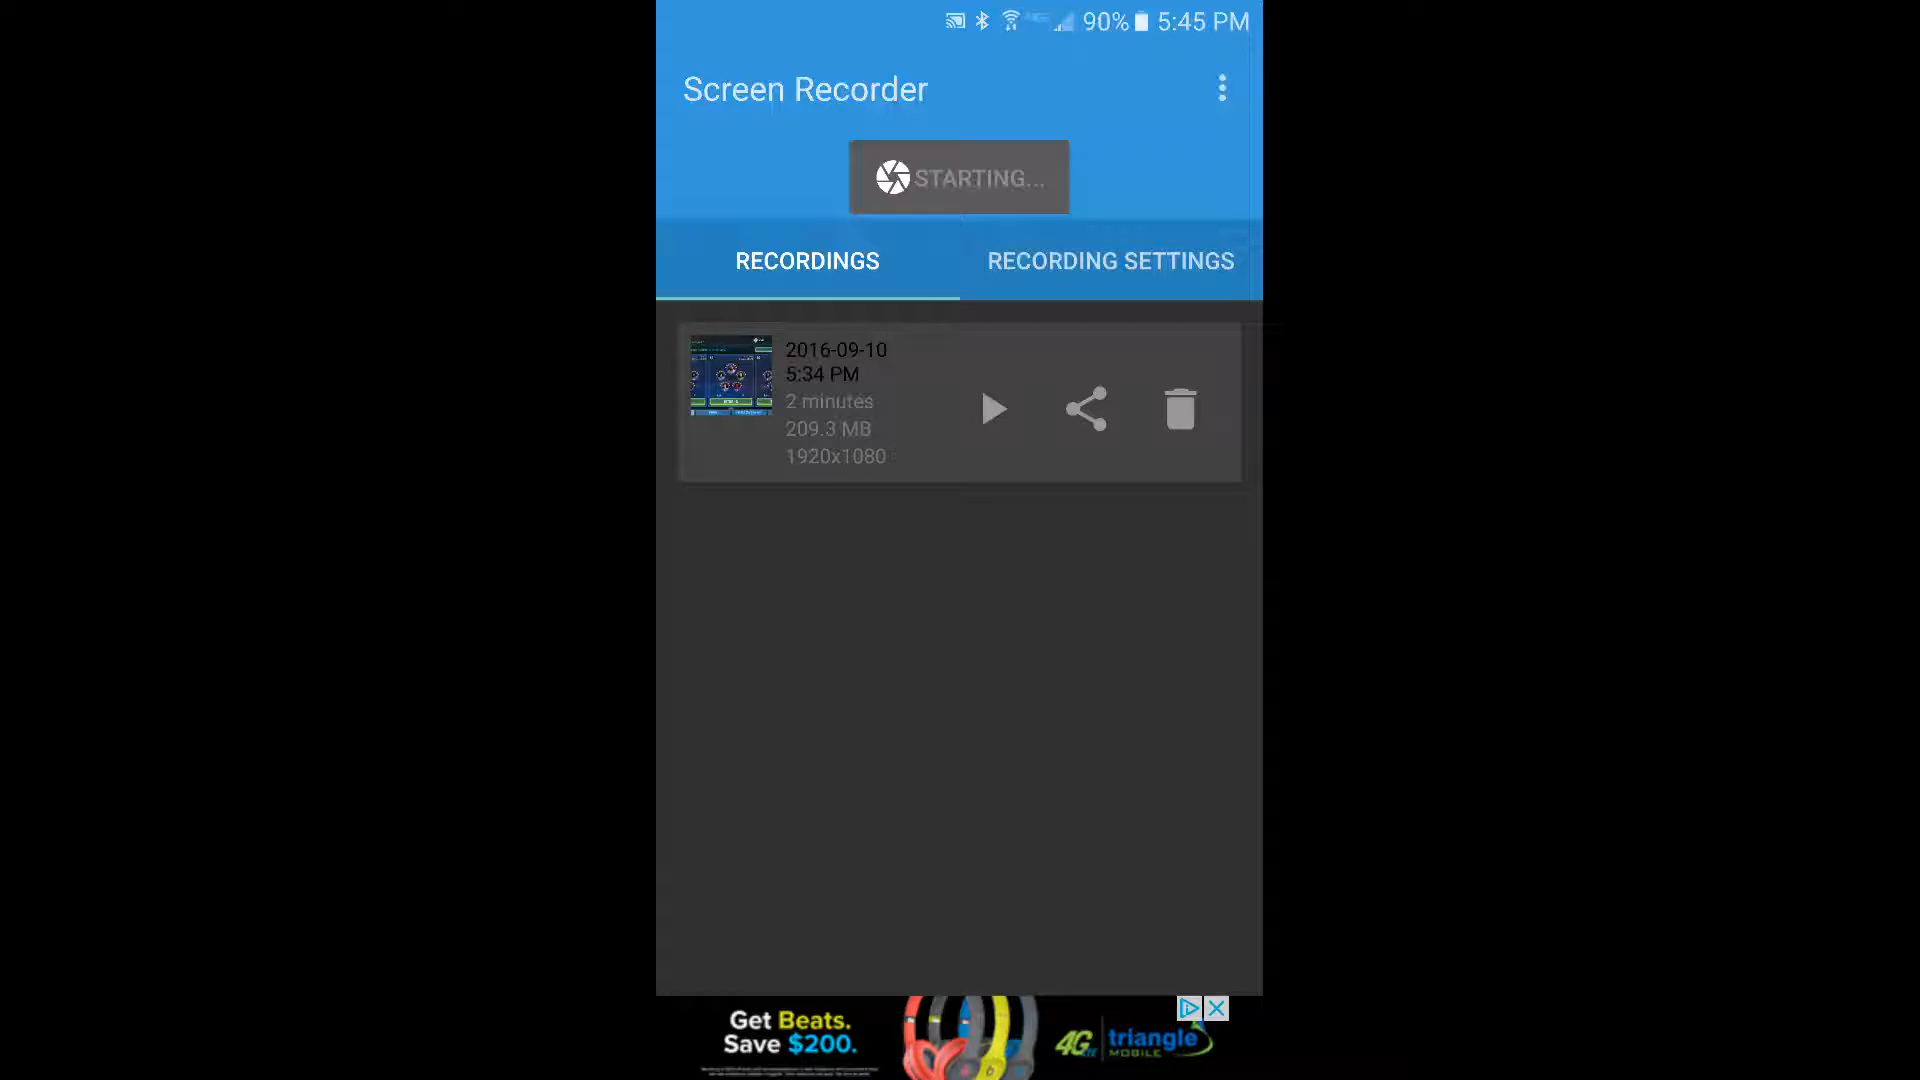 90% 5:45 PM
Screen Recorder
STARTING...
RECORDINGS
RECORDING SETTINGS
2016-09-10
5:34 PM
2 minutes
209.3 MB
1920x1080
Get Beats.
Save $200.
4G LTE
triangle
MOBILE